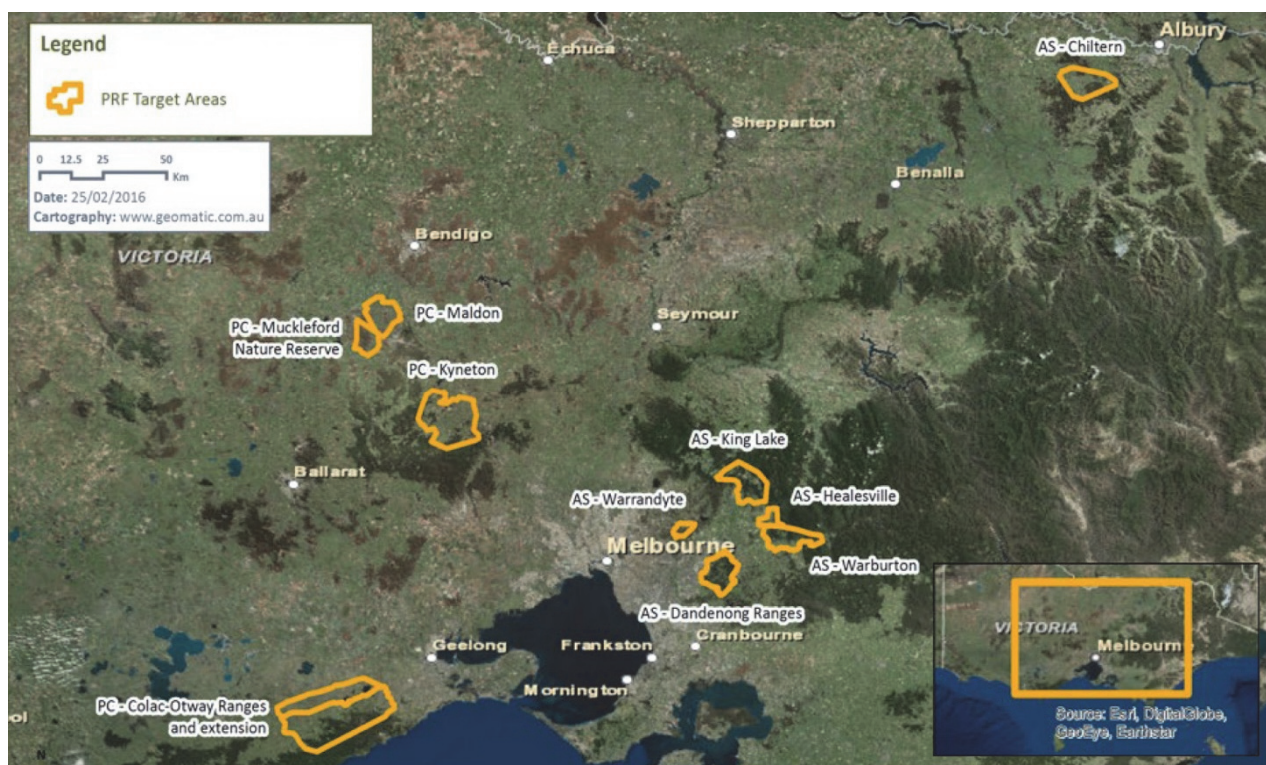 Legend
PRF Target Areas
0 12.5 25 50
Km
Date: 25/02/2016
Cartography: www.geomatic.com.au
Echuca
AS - Chiltern
Albury
Shepparton
Benalla
Bendigo
VICTORIA
PC - Maldon
PC - Muckleford
Nature Reserve
Seymour
PC - Kyneton
AS - King Lake
Ballarat
AS - Healesville
AS - Warrandyte
Melbourne
AS - Warburton
AS - Dandenong Ranges
Cranbourne
Geelong
Frankston
Mornington
PC - Colac-Otway Ranges
and extension
ool
N
VICTORIA
Melbourne
Source: Esri, DigitalGlobe,
GeoEye, Earthstar